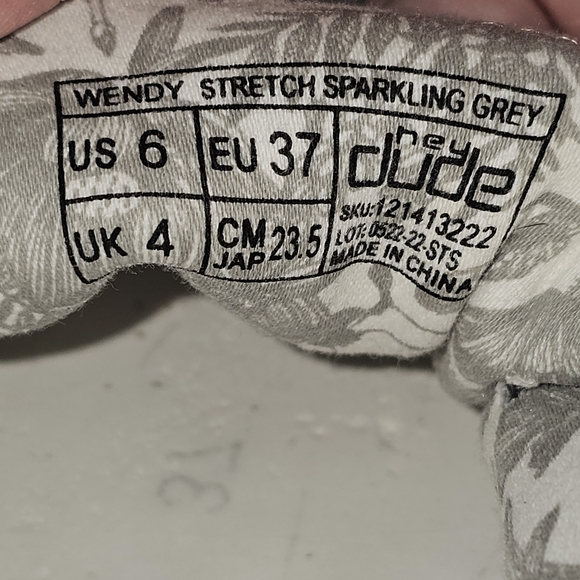 WENDY STRETCH SPARKLING GREY
US 6
EU 37
UK 4
CM
JAP 23.5
hey
dude
SKU:121413222
LOT: 0522-22-STS
MADE IN CHINA